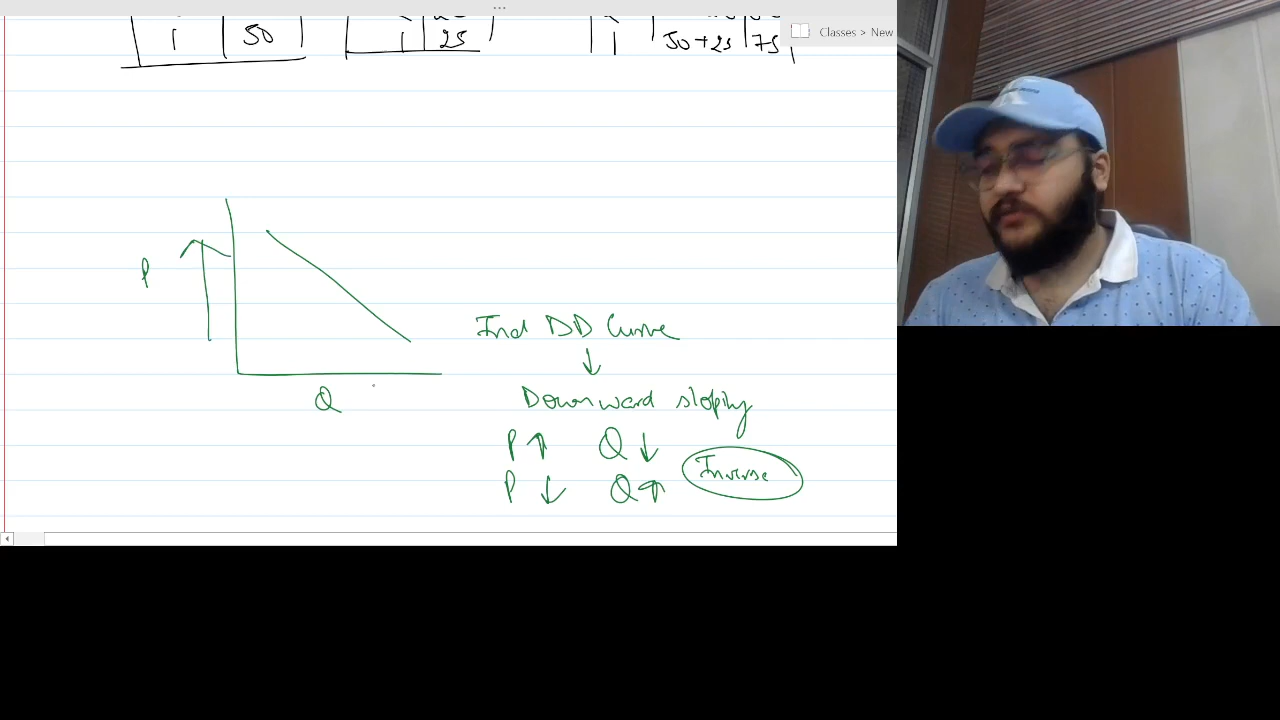 1 50 1 25 1 50+25 75
Classes > New
P
Q
Ind DD Curve
↓
Downward sloping
P ↑ Q ↓
P ↓ Q ↑
Inverse